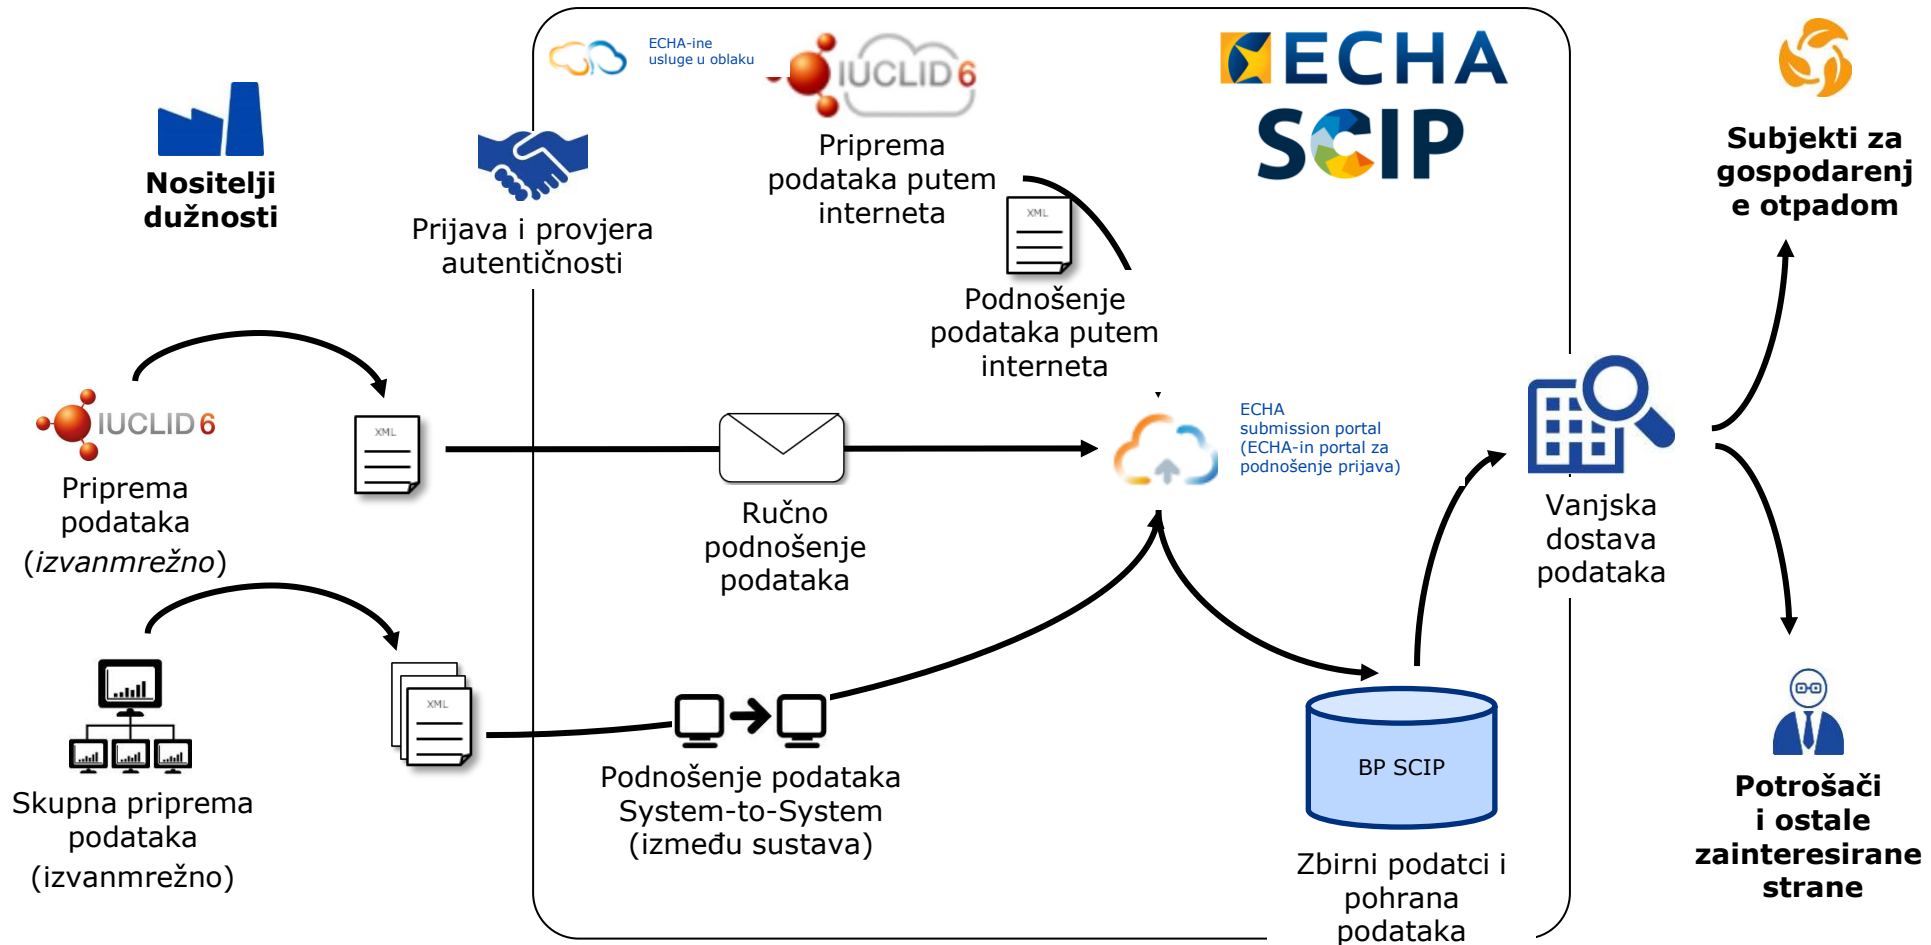 ECHA-ine
usluge u oblaku
IUCLID 6
ECHA
SCIP
Nositelji
dužnosti
Prijava i provjera
autentičnosti
Priprema
podataka putem
interneta
XML
Podnošenje
podataka putem
interneta
Subjekti za
gospodarenj
e otpadom
IUCLID 6
Priprema
podataka
(izvanmrežno)
XML
Ručno
podnošenje
podataka
ECHA
submission portal
(ECHA-in portal za
podnošenje prijava)
Vanjska
dostava
podataka
Skupna priprema
podataka
(izvanmrežno)
XML
Podnošenje podataka
System-to-System
(između sustava)
BP SCIP
Zbirni podatci i
pohrana
podataka
Potrošači
i ostale
zainteresirane
strane